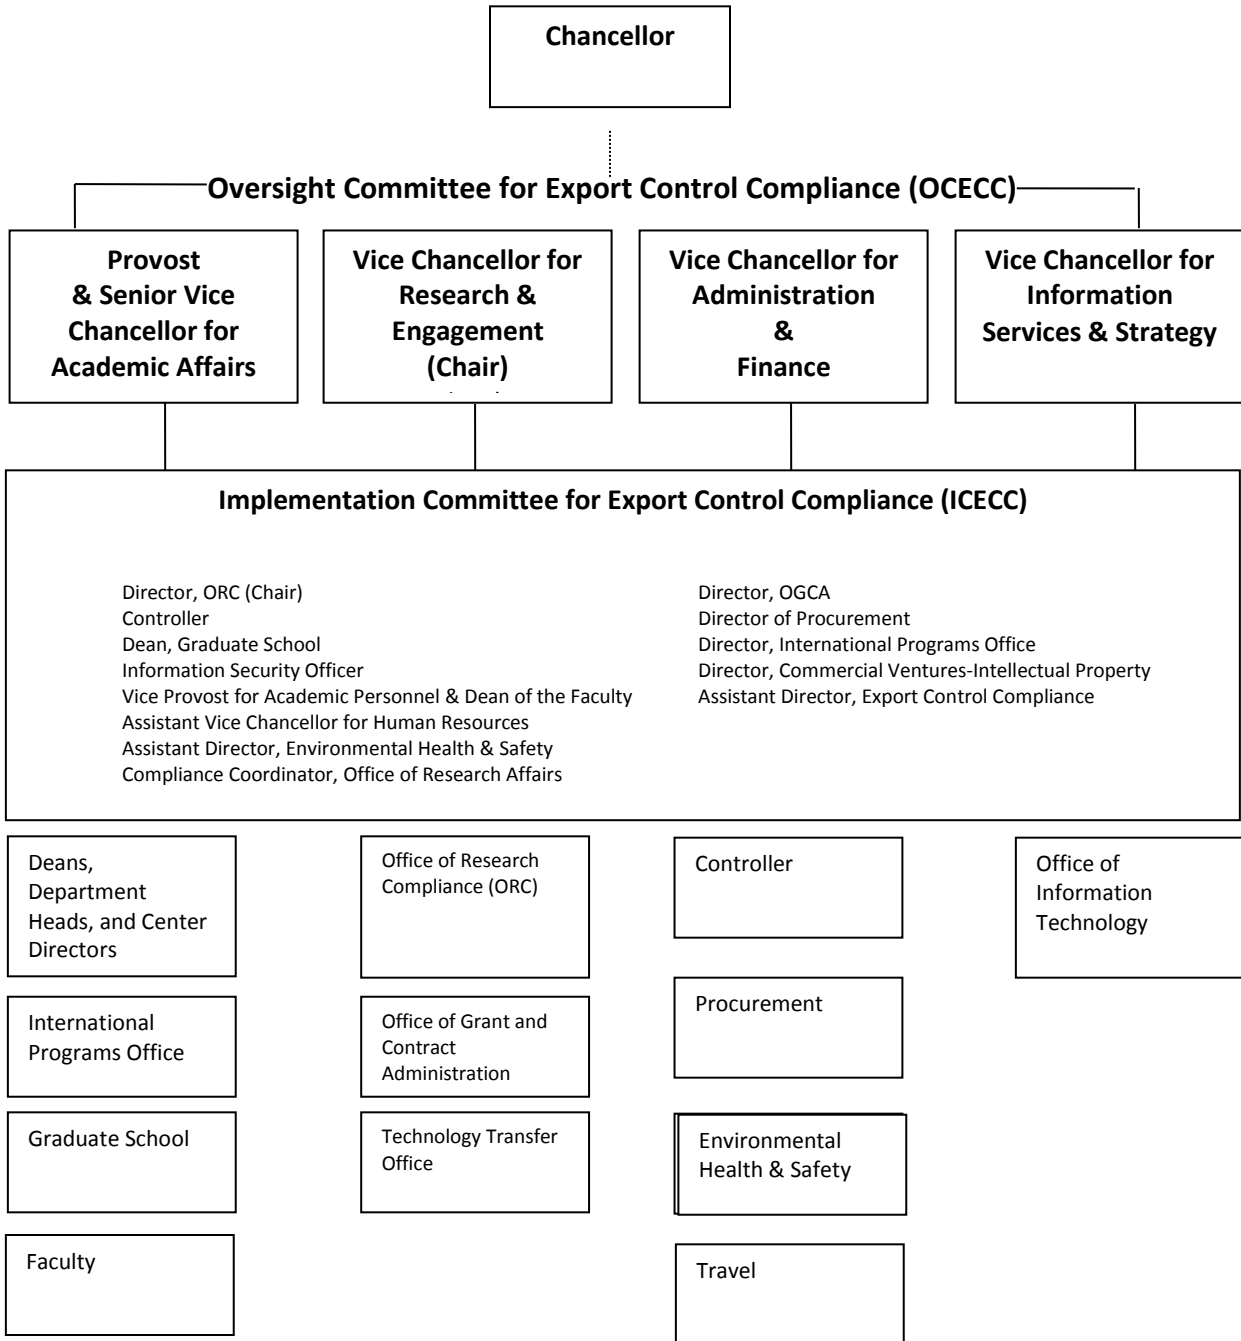 Chancellor
Oversight Committee for Export Control Compliance (OCECC)
Provost
& Senior Vice
Chancellor for
Academic Affairs
Vice Chancellor for
Research &
Engagement
(Chair)
Vice Chancellor for
Administration
&
Finance
Vice Chancellor for
Information
Services & Strategy
Implementation Committee for Export Control Compliance (ICECC)
Director, ORC (Chair)
Controller
Dean, Graduate School
Information Security Officer
Vice Provost for Academic Personnel & Dean of the Faculty
Assistant Vice Chancellor for Human Resources
Assistant Director, Environmental Health & Safety
Compliance Coordinator, Office of Research Affairs
Director, OGCA
Director of Procurement
Director, International Programs Office
Director, Commercial Ventures-Intellectual Property
Assistant Director, Export Control Compliance
Deans,
Department
Heads, and Center
Directors
International
Programs Office
Graduate School
Faculty
Office of Research
Compliance (ORC)
Office of Grant and
Contract
Administration
Technology Transfer
Office
Controller
Procurement
Environmental
Health & Safety
Travel
Office of
Information
Technology